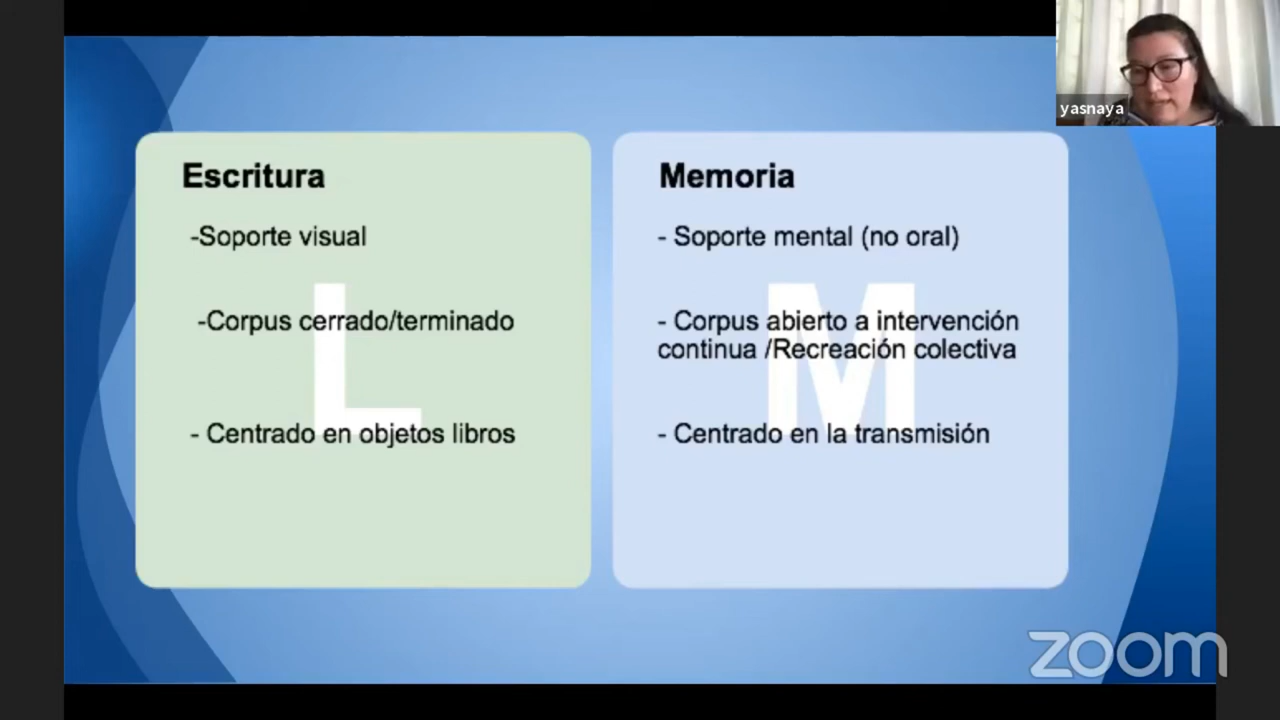 yasnaya
Escritura
-Soporte visual
L
-Corpus cerrado/terminado
- Centrado en objetos libros
Memoria
- Soporte mental (no oral)
M
- Corpus abierto a intervención
continua /Recreación colectiva
- Centrado en la transmisión
zoom